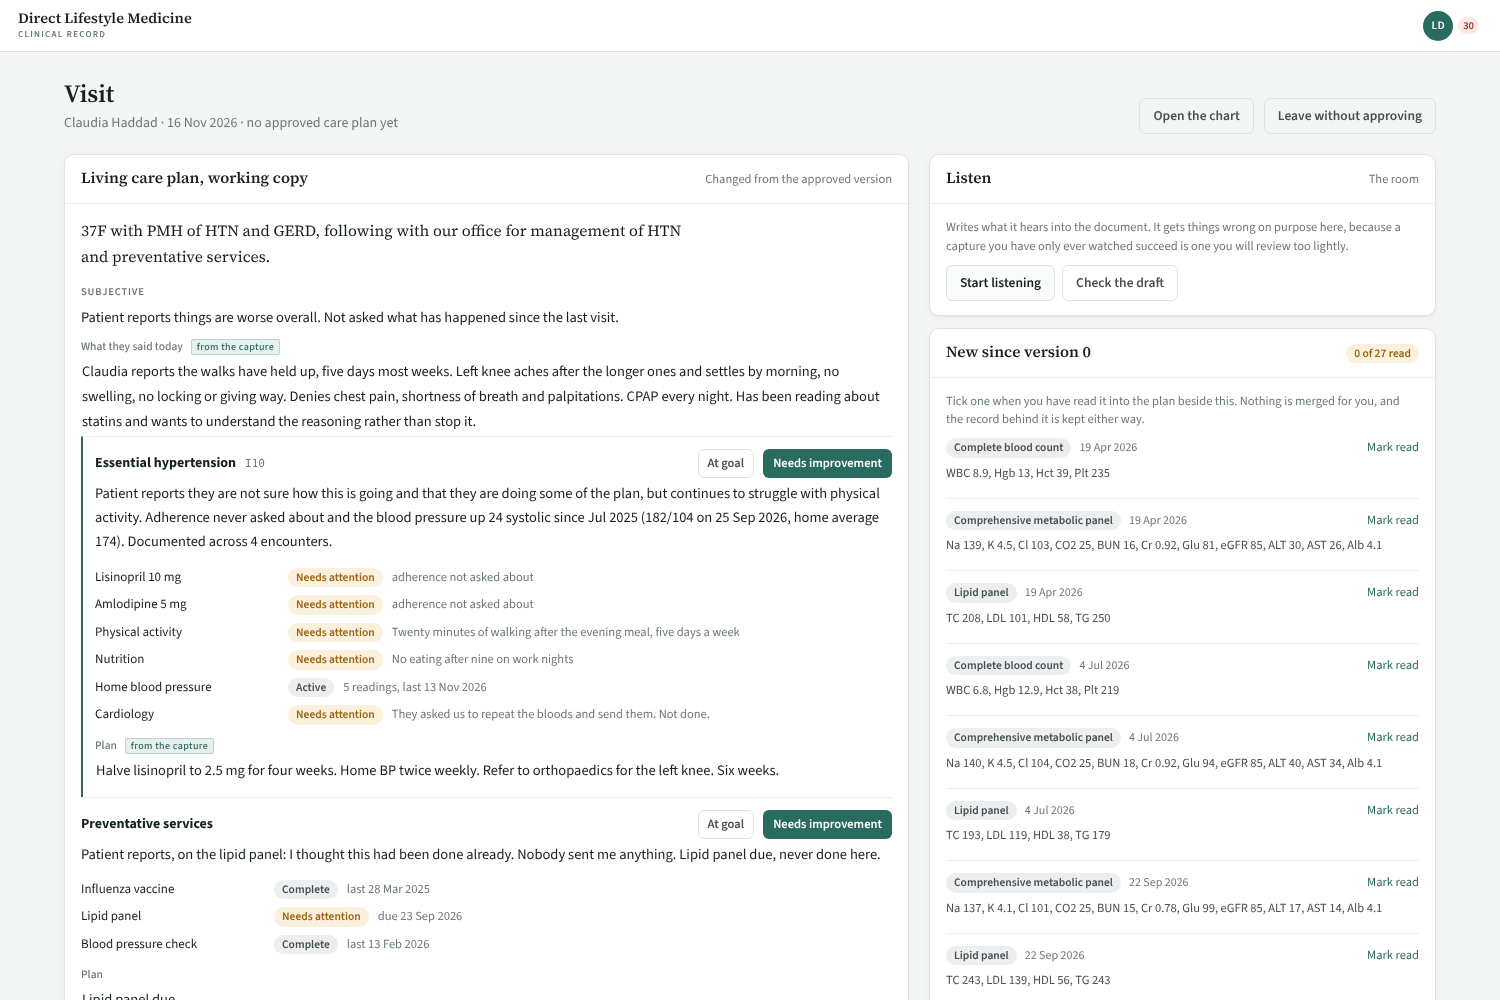 Direct Lifestyle Medicine
CLINICAL RECORD
LD
30
Visit
Claudia Haddad · 16 Nov 2026 · no approved care plan yet
Open the chart
Leave without approving
Living care plan, working copy
Changed from the approved version
37F with PMH of HTN and GERD, following with our office for management of HTN
and preventative services.
SUBJECTIVE
Patient reports things are worse overall. Not asked what has happened since the last visit.
What they said today from the capture
Claudia reports the walks have held up, five days most weeks. Left knee aches after the longer ones and settles by morning, no
swelling, no locking or giving way. Denies chest pain, shortness of breath and palpitations. CPAP every night. Has been reading about
statins and wants to understand the reasoning rather than stop it.
Essential hypertension I10
At goal
Needs improvement
Patient reports they are not sure how this is going and that they are doing some of the plan, but continues to struggle with physical
activity. Adherence never asked about and the blood pressure up 24 systolic since Jul 2025 (182/104 on 25 Sep 2026, home average
174). Documented across 4 encounters.
Lisinopril 10 mg Needs attention adherence not asked about
Amlodipine 5 mg Needs attention adherence not asked about
Physical activity Needs attention Twenty minutes of walking after the evening meal, five days a week
Nutrition Needs attention No eating after nine on work nights
Home blood pressure Active 5 readings, last 13 Nov 2026
Cardiology Needs attention They asked us to repeat the bloods and send them. Not done.
Plan from the capture
Halve lisinopril to 2.5 mg for four weeks. Home BP twice weekly. Refer to orthopaedics for the left knee. Six weeks.
Preventative services
At goal
Needs improvement
Patient reports, on the lipid panel: I thought this had been done already. Nobody sent me anything. Lipid panel due, never done here.
Influenza vaccine Complete last 28 Mar 2025
Lipid panel Needs attention due 23 Sep 2026
Blood pressure check Complete last 13 Feb 2026
Plan
Lipid panel due
Listen
The room
Writes what it hears into the document. It gets things wrong on purpose here, because a
capture you have only ever watched succeed is one you will review too lightly.
Start listening
Check the draft
New since version 0
0 of 27 read
Tick one when you have read it into the plan beside this. Nothing is merged for you, and
the record behind it is kept either way.
Complete blood count 19 Apr 2026 Mark read
WBC 8.9, Hgb 13, Hct 39, Plt 235
Comprehensive metabolic panel 19 Apr 2026 Mark read
Na 139, K 4.5, Cl 103, CO2 25, BUN 16, Cr 0.92, Glu 81, eGFR 85, ALT 30, AST 26, Alb 4.1
Lipid panel 19 Apr 2026 Mark read
TC 208, LDL 101, HDL 58, TG 250
Complete blood count 4 Jul 2026 Mark read
WBC 6.8, Hgb 12.9, Hct 38, Plt 219
Comprehensive metabolic panel 4 Jul 2026 Mark read
Na 140, K 4.5, Cl 104, CO2 25, BUN 18, Cr 0.92, Glu 94, eGFR 85, ALT 40, AST 34, Alb 4.1
Lipid panel 4 Jul 2026 Mark read
TC 193, LDL 119, HDL 38, TG 179
Comprehensive metabolic panel 22 Sep 2026 Mark read
Na 137, K 4.1, Cl 101, CO2 25, BUN 15, Cr 0.78, Glu 99, eGFR 85, ALT 17, AST 14, Alb 4.1
Lipid panel 22 Sep 2026 Mark read
TC 243, LDL 139, HDL 56, TG 243